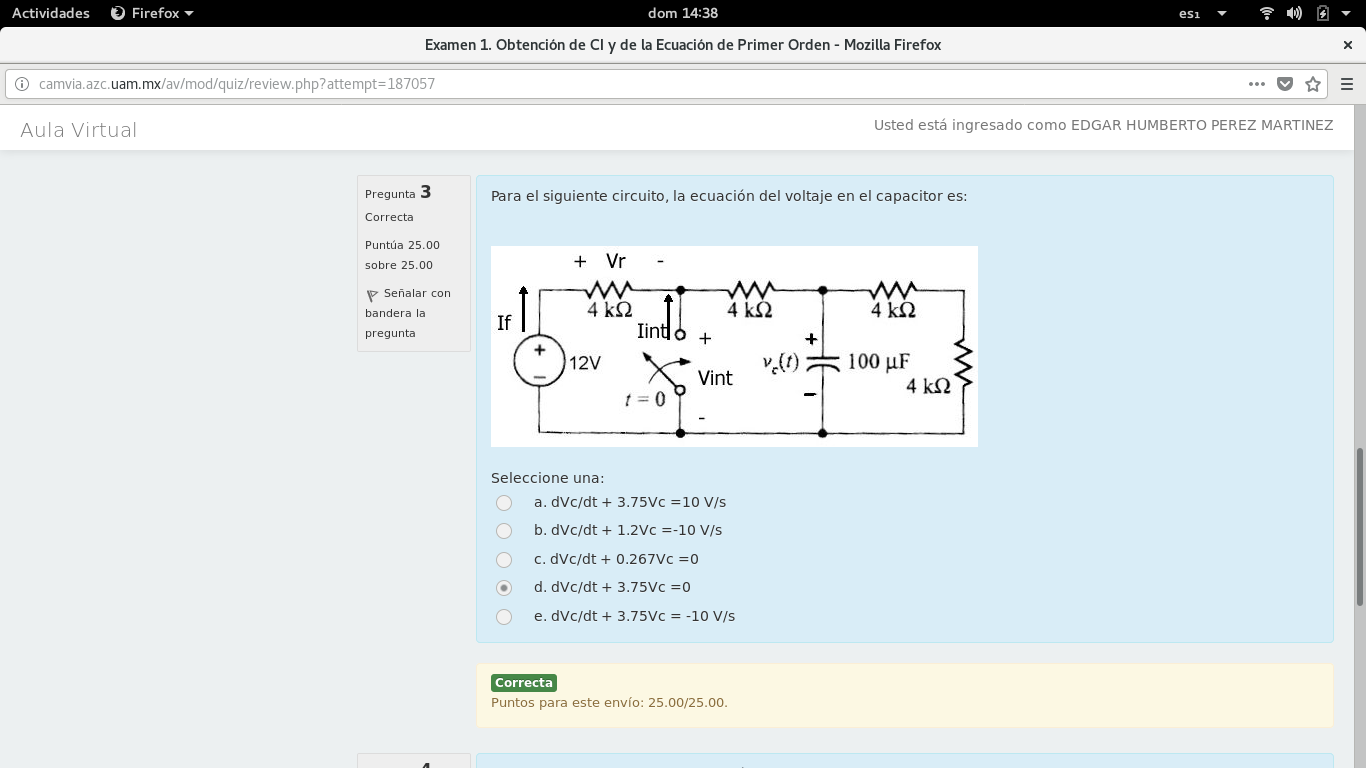 Actividades Firefox dom 14:38 es₁
Examen 1. Obtención de CI y de la Ecuación de Primer Orden - Mozilla Firefox
camvia.azc.uam.mx/av/mod/quiz/review.php?attempt=187057
Aula Virtual
Usted está ingresado como EDGAR HUMBERTO PEREZ MARTINEZ
Pregunta 3
Correcta
Puntúa 25.00
sobre 25.00
Señalar con
bandera la
pregunta
Para el siguiente circuito, la ecuación del voltaje en el capacitor es:
+ Vr -
4 kΩ 4 kΩ 4 kΩ
If
Iint
+
+
+
12V
−
Vint
t = 0
-
vc(t)
−
100 μF
4 kΩ
Seleccione una:
a. dVc/dt + 3.75Vc =10 V/s
b. dVc/dt + 1.2Vc =-10 V/s
c. dVc/dt + 0.267Vc =0
d. dVc/dt + 3.75Vc =0
e. dVc/dt + 3.75Vc = -10 V/s
Correcta
Puntos para este envío: 25.00/25.00.